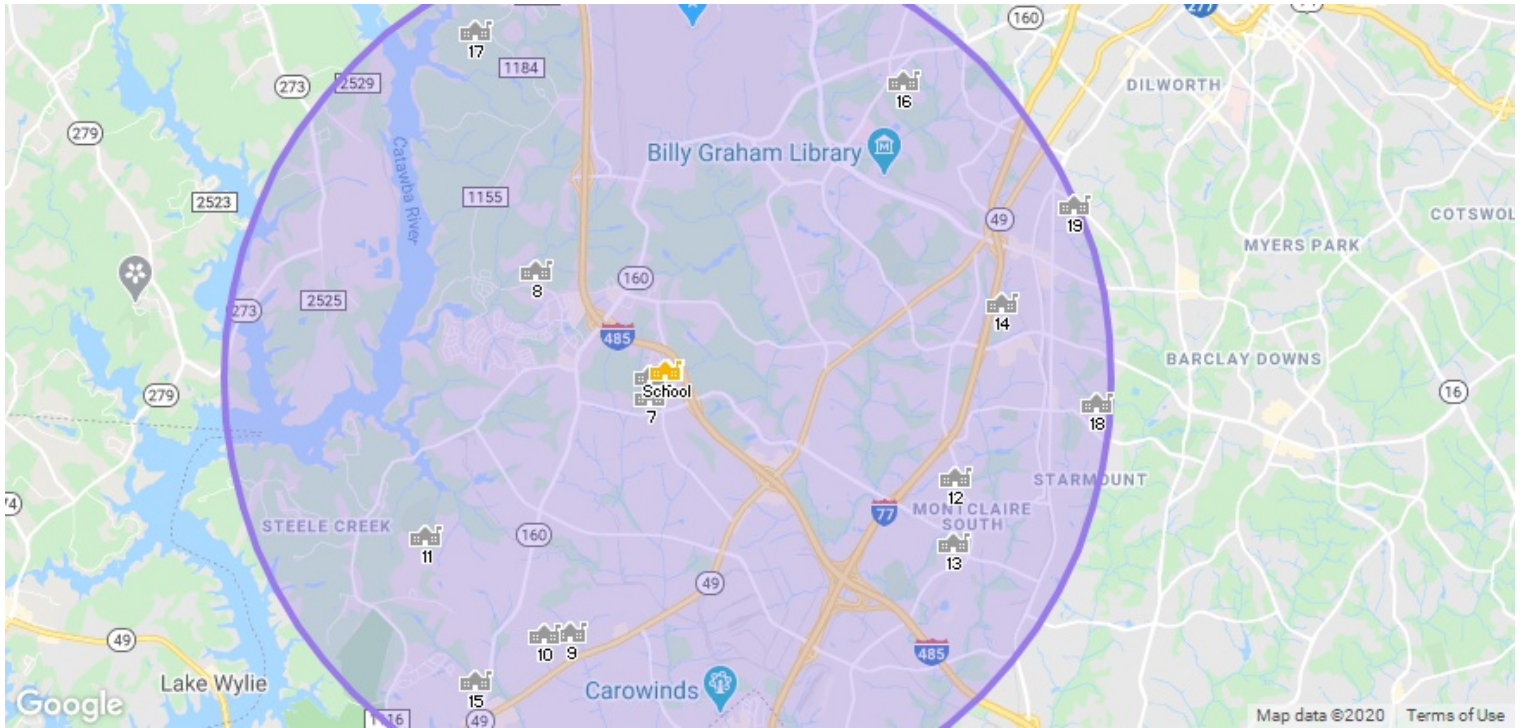 277
160
17
1184
2529
273
DILWORTH
16
279
Billy Graham Library
Catawba River
1155
2523
49
19
COTSWOL
MYERS PARK
8
160
2525
273
14
485
BARCLAY DOWNS
279
School
16
7
18
12
STARMOUNT
77
MONTCLAIRE
SOUTH
STEELE CREEK
160
11
13
49
10
9
49
485
Lake Wylie
15
Carowinds
Google
49
Map data ©2020
Terms of Use